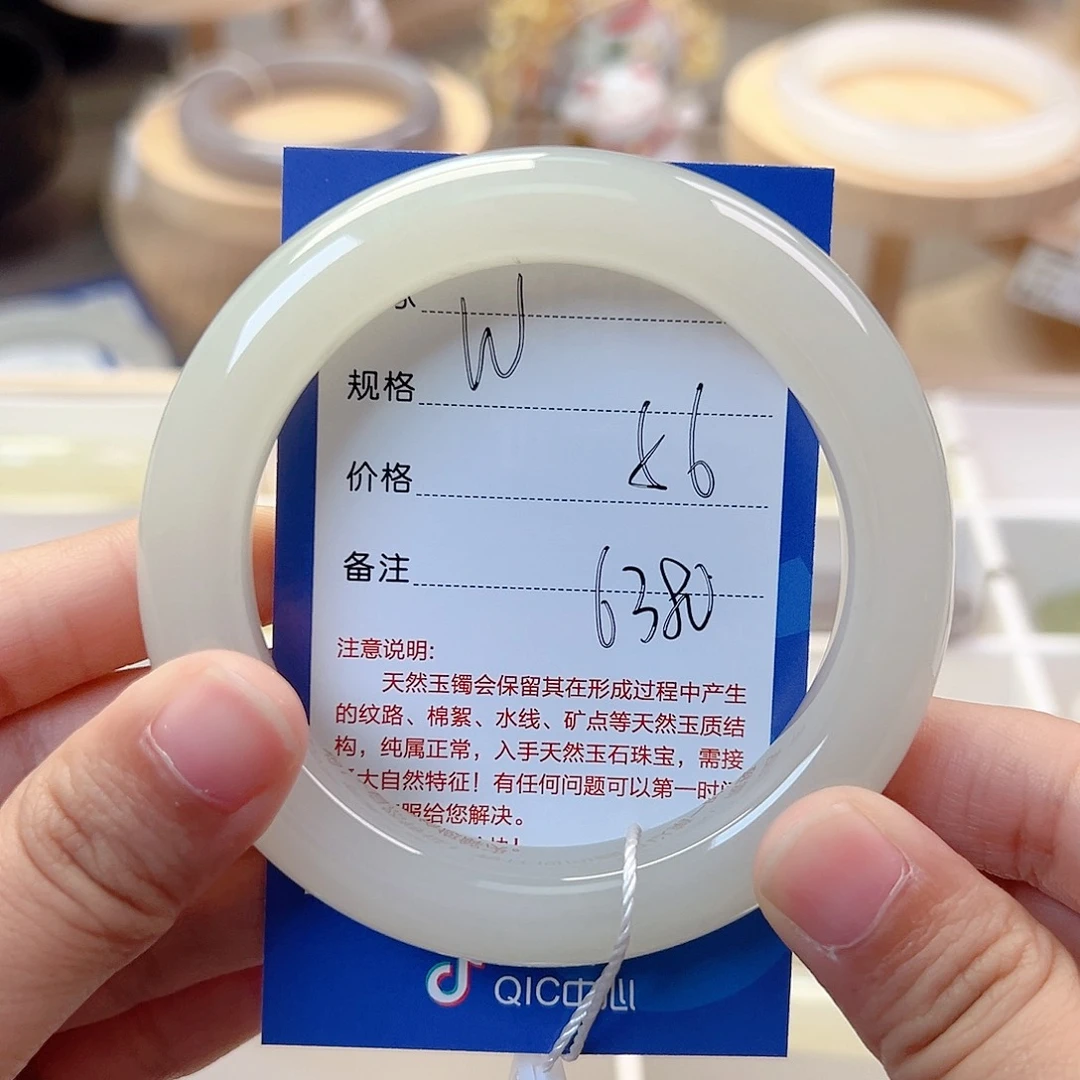 W
规格
56
价格
6380
备注
注意说明:
天然玉镯会保留其在形成过程中产生
的纹路、棉絮、水线、矿点等天然玉质结
构，纯属正常，入手天然玉石珠宝，需接
大自然特征！有任何问题可以第一时
服给您解决。
QIC中心